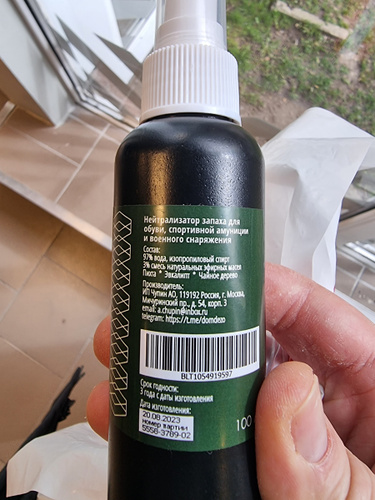 Нейтрализатор запаха для
обуви, спортивной амуниции
и военного снаряжения
Состав:
97% вода, изопропиловый спирт
3% смесь натуральных эфирных масел
Пихта * Эвкалипт * Чайное дерево
Производитель:
ИП Чупин АО, 119192 Россия, г. Москва,
Мичуринский пр., д. 54, корп. 3
email: a.chupin@inbox.ru
telegram: https://t.me/domdezo
BLT1054919597
Срок годности:
3 года с даты изготовления
Дата изготовления:
20.08.2023
номер партии
5558-3789-02
100